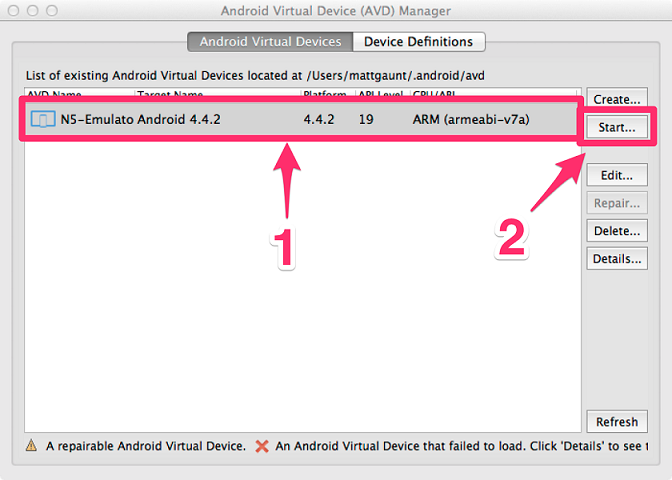 Android Virtual Device (AVD) Manager
Android Virtual Devices Device Definitions
List of existing Android Virtual Devices located at /Users/mattgaunt/.android/avd
AVD Name Target Name Platform API Level CPU/ABI
N5-Emulato Android 4.4.2 4.4.2 19 ARM (armeabi-v7a)
Create...
Start...
1
2
Edit...
Repair...
Delete...
Details...
Refresh
A repairable Android Virtual Device. An Android Virtual Device that failed to load. Click 'Details' to see t